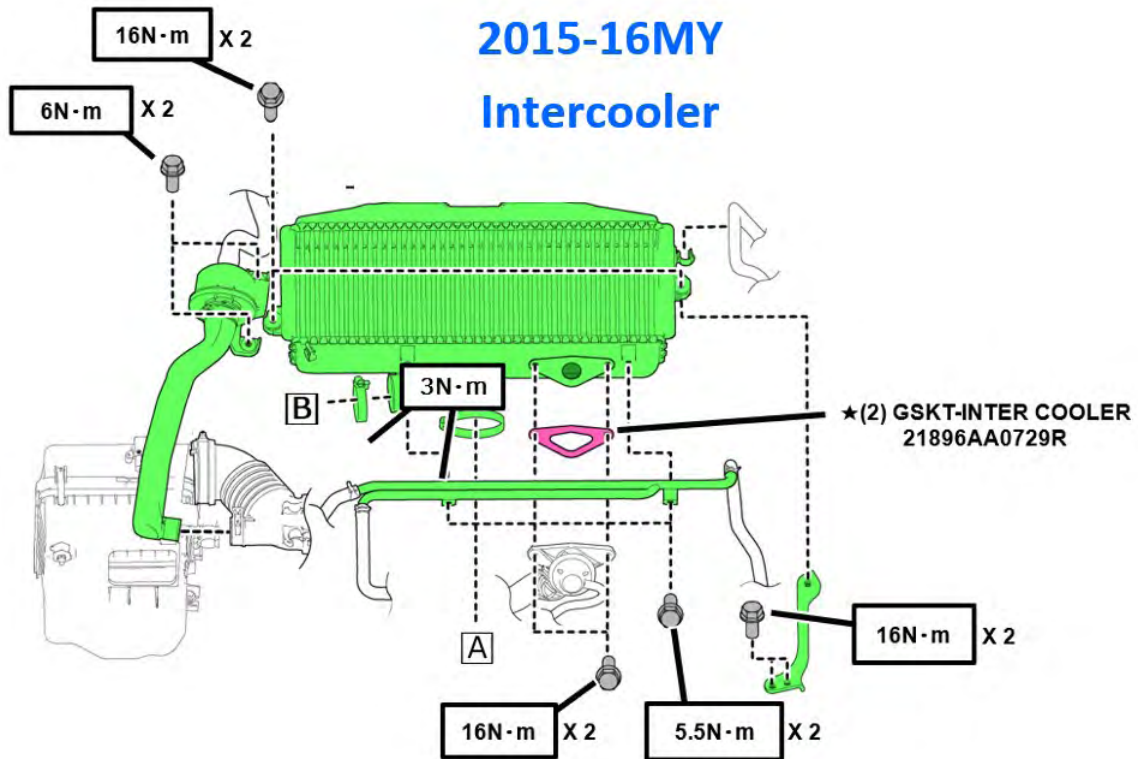 2015-16MY
Intercooler
16N·m X 2
6N·m X 2
B
3N·m
★(2) GSKT-INTER COOLER
21896AA0729R
A
16N·m X 2
16N·m X 2
5.5N·m X 2